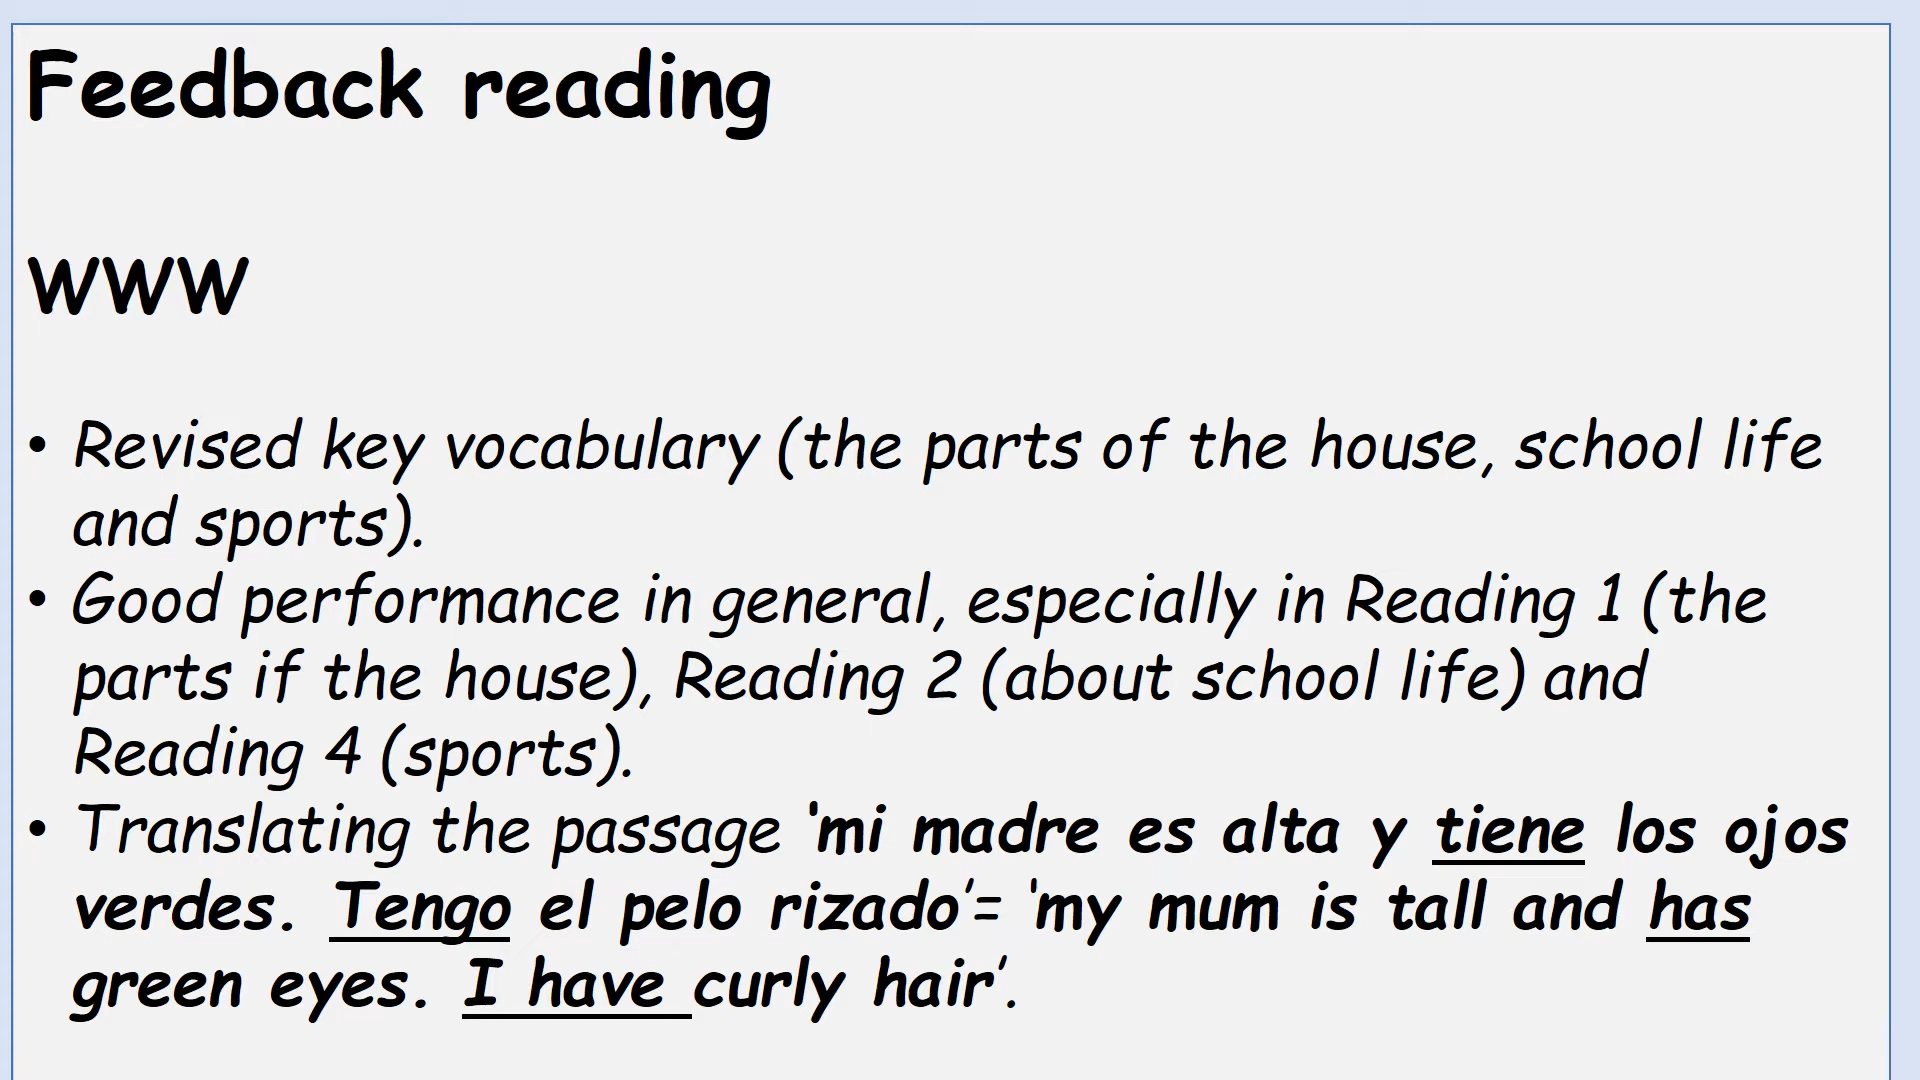 Feedback reading
WWW
• Revised key vocabulary (the parts of the house, school life
and sports).
• Good performance in general, especially in Reading 1 (the
parts if the house), Reading 2 (about school life) and
Reading 4 (sports).
• Translating the passage ‘mi madre es alta y tiene los ojos
verdes. Tengo el pelo rizado’= ‘my mum is tall and has
green eyes. I have curly hair’.